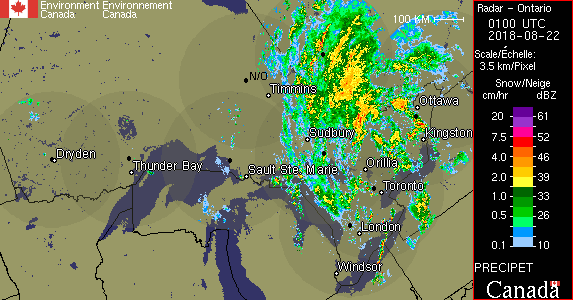 Environment Environnement
Canada Canada
100 KM
N/O
Timmins
Ottawa
Sudbury
Kingston
Dryden
Thunder Bay
Sault Ste. Marie
Orillia
Toronto
London
Windsor
Radar - Ontario
0100 UTC
2018-08-22
Scale/Échelle:
3.5 km/Pixel
Snow/Neige
cm/hr dBZ
20 61
7.5 52
4.0 46
2.0 39
1.0 33
0.5 26
0.1 10
PRECIPET
Canada